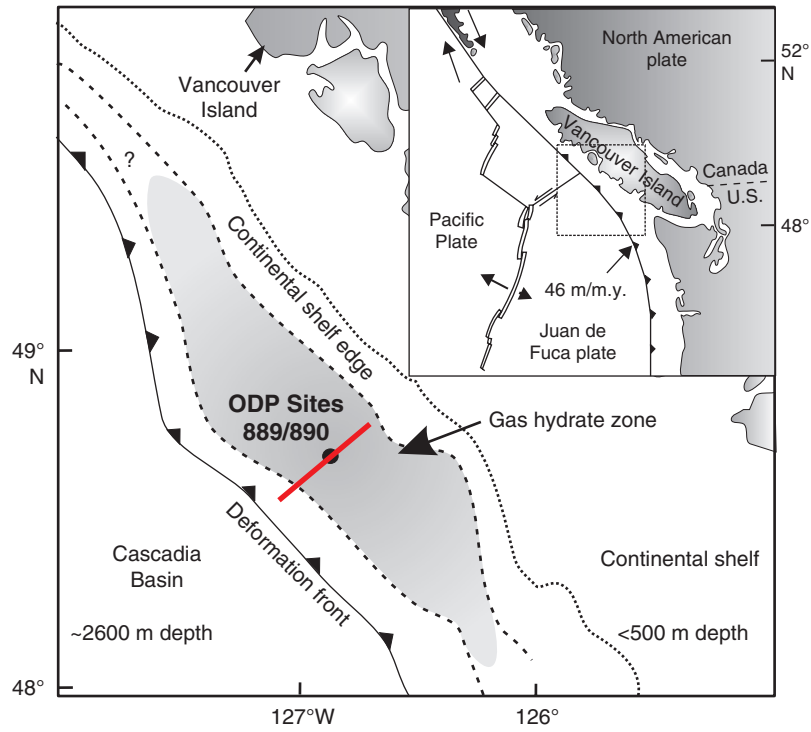 Vancouver
Island
?
Continental shelf edge
ODP Sites
889/890
Gas hydrate zone
Deformation front
Cascadia
Basin
~2600 m depth
Continental shelf
<500 m depth
49°
N
48°
127°W
126°
North American
plate
Vancouver Island
Canada
U.S.
Pacific
Plate
46 m/m.y.
Juan de
Fuca plate
52°
N
48°